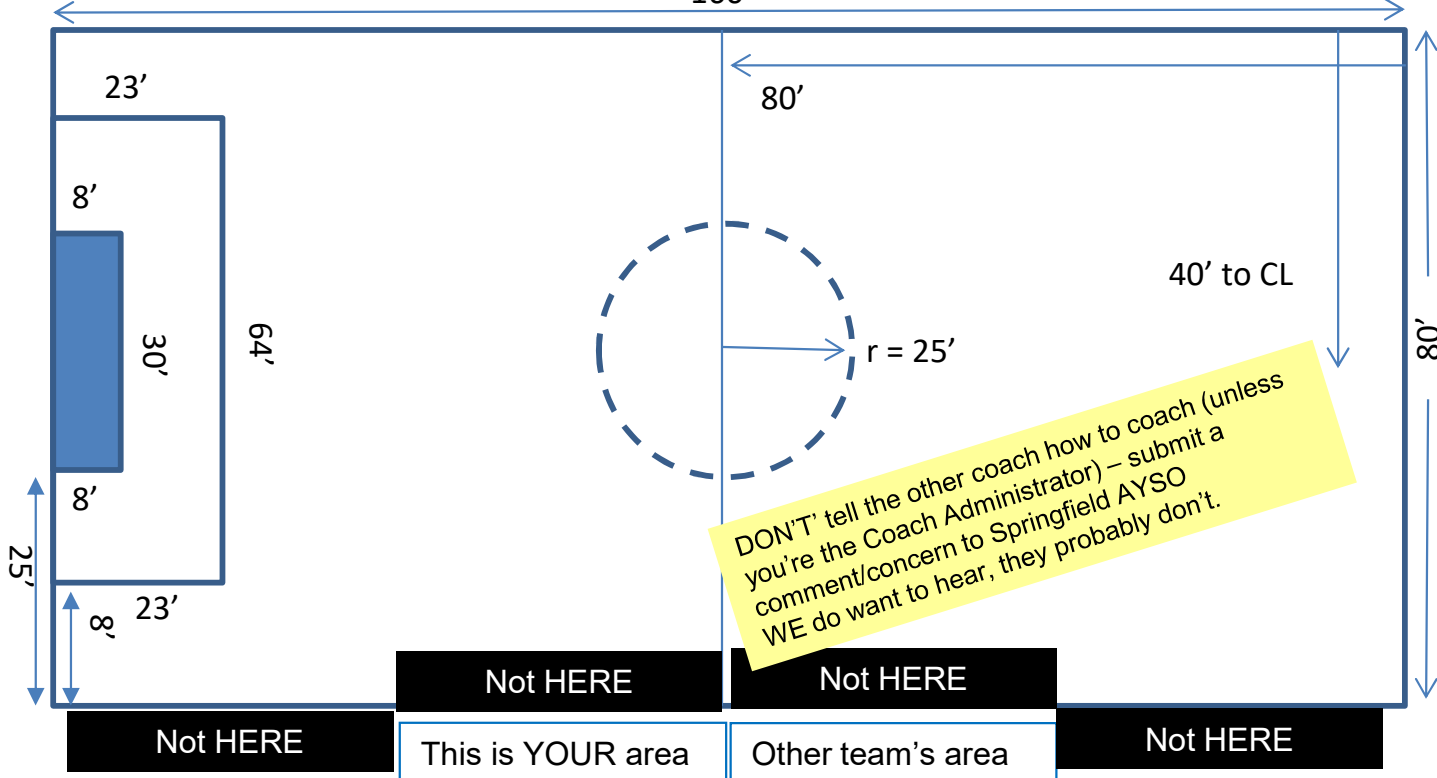 23’
80’
8’
40’ to CL
30’
64’
r = 25’
80’
8’
25’
23’
8’
DON’T’ tell the other coach how to coach (unless
you’re the Coach Administrator) – submit a
comment/concern to Springfield AYSO
WE do want to hear, they probably don’t.
Not HERE
Not HERE
Not HERE
This is YOUR area
Other team’s area
Not HERE